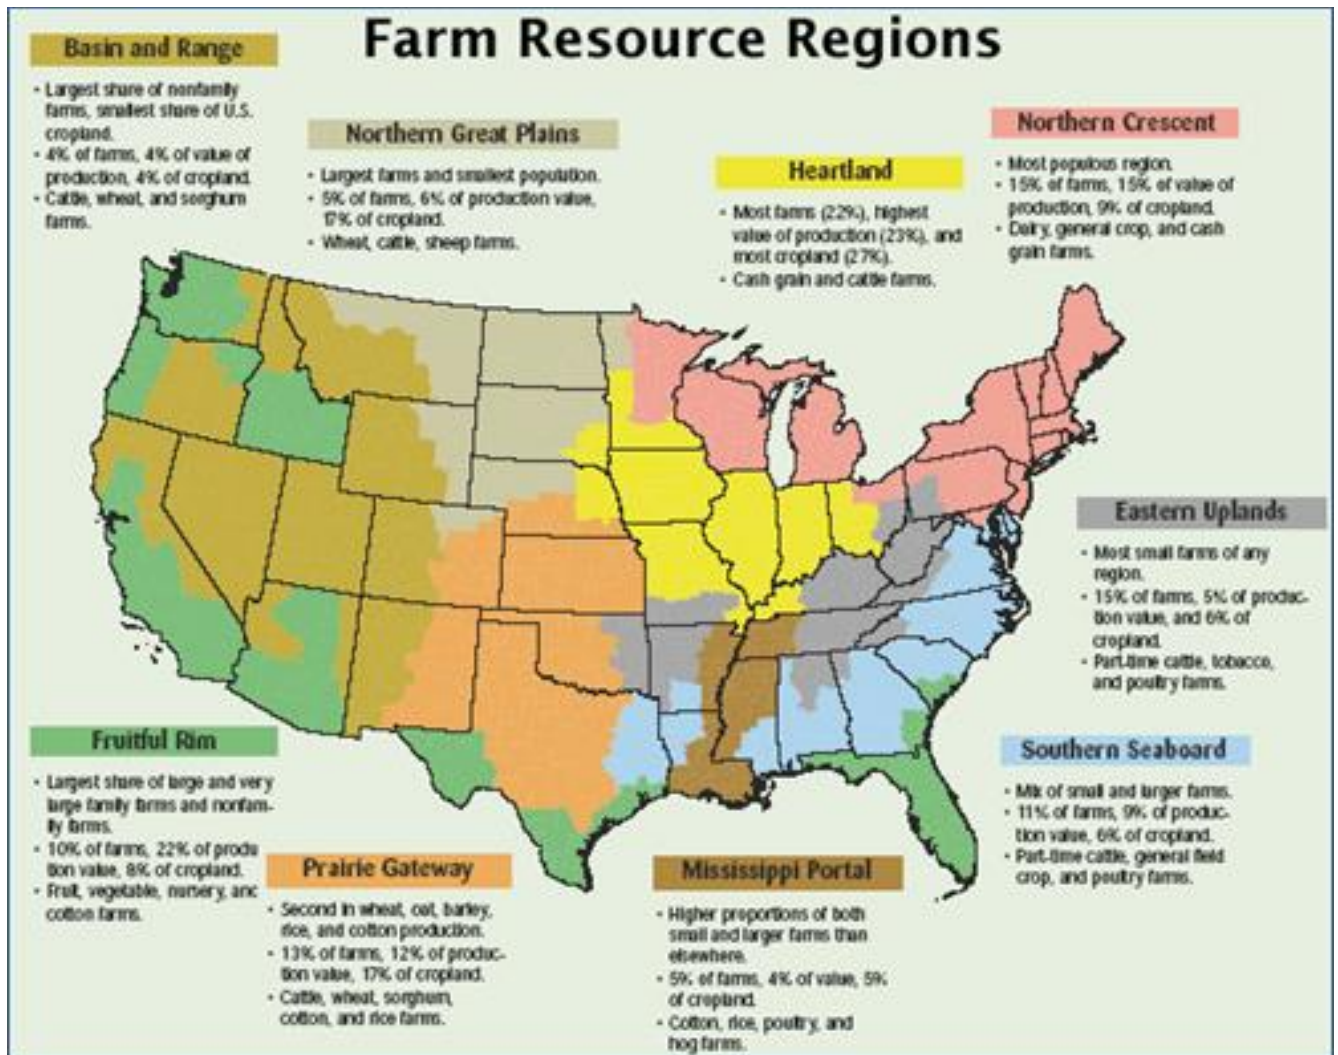 Farm Resource Regions
Basin and Range
• Largest share of nonfamily
farms, smallest share of U.S.
cropland.
• 4% of farms, 4% of value of
production, 4% of cropland.
• Cattle, wheat, and sorghum
farms.
Northern Great Plains
• Largest farms and smallest population.
• 5% of farms, 6% of production value,
17% of cropland.
• Wheat, cattle, sheep farms.
Heartland
• Most farms (22%), highest
value of production (23%), and
most cropland (27%).
• Cash grain and cattle farms.
Northern Crescent
• Most populous region.
• 15% of farms, 15% of value of
production, 9% of cropland.
• Dairy, general crop, and cash
grain farms.
Eastern Uplands
• Most small farms of any
region.
• 15% of farms, 5% of produc-
tion value, and 6% of
cropland.
• Part-time cattle, tobacco,
and poultry farms.
Fruitful Rim
• Largest share of large and very
large family farms and nonfam-
ily farms.
• 10% of farms, 22% of produ
tion value, 8% of cropland.
• Fruit, vegetable, nursery, and
cotton farms.
Southern Seaboard
• Mix of small and larger farms.
• 11% of farms, 9% of produc-
tion value, 6% of cropland.
• Part-time cattle, general field
crop, and poultry farms.
Prairie Gateway
• Second in wheat, oat, barley,
rice, and cotton production.
• 13% of farms, 12% of produc-
tion value, 17% of cropland.
• Cattle, wheat, sorghum,
cotton, and rice farms.
Mississippi Portal
• Higher proportions of both
small and larger farms than
elsewhere.
• 5% of farms, 4% of value, 5%
of cropland.
• Cotton, rice, poultry, and
hog farms.